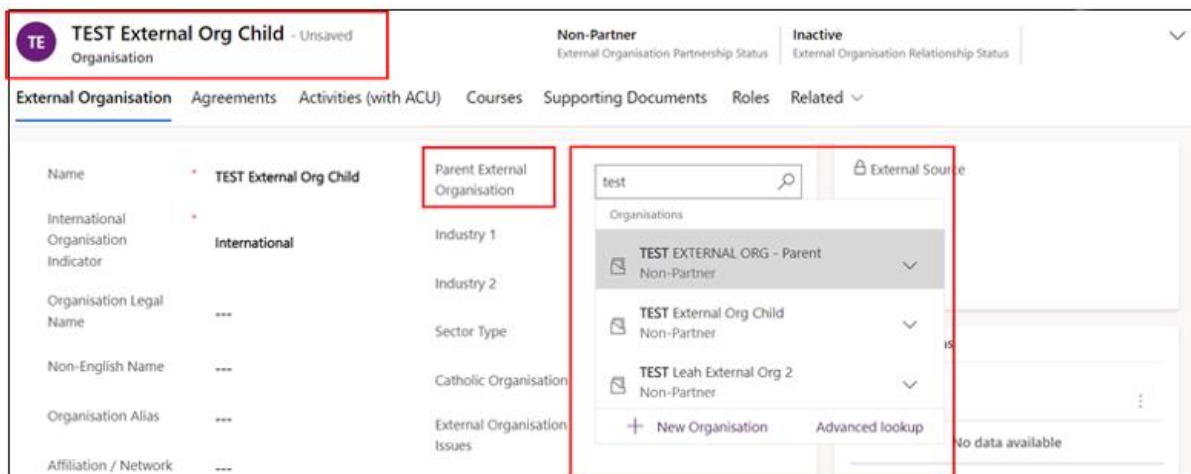 TE
TEST External Org Child - Unsaved
Organisation
Non-Partner
External Organisation Partnership Status
Inactive
External Organisation Relationship Status
External Organisation
Agreements
Activities (with ACU)
Courses
Supporting Documents
Roles
Related
Name *
TEST External Org Child
International
Organisation
Indicator *
International
Organisation Legal
Name
---
Non-English Name
---
Organisation Alias
---
Affiliation / Network
---
Parent External
Organisation
Industry 1
Industry 2
Sector Type
Catholic Organisation
External Organisation
Issues
test
Organisations
TEST EXTERNAL ORG - Parent
Non-Partner
TEST External Org Child
Non-Partner
TEST Leah External Org 2
Non-Partner
+ New Organisation
Advanced lookup
External Source
No data available